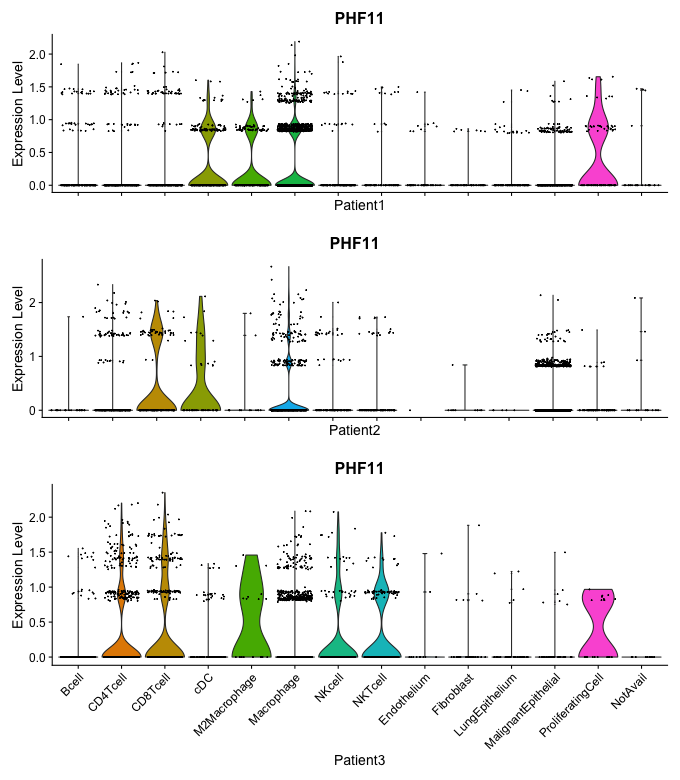 PHF11
Expression Level
2.0
1.5
1.0
0.5
0.0
Patient1
PHF11
Expression Level
2
1
0
Patient2
PHF11
Expression Level
2.0
1.5
1.0
0.5
0.0
Bcell
CD4Tcell
CD8Tcell
cDC
M2Macrophage
Macrophage
NKcell
NKTcell
Endothelium
Fibroblast
LungEpithelium
MalignantEpithelial
ProliferatingCell
NotAvail
Patient3